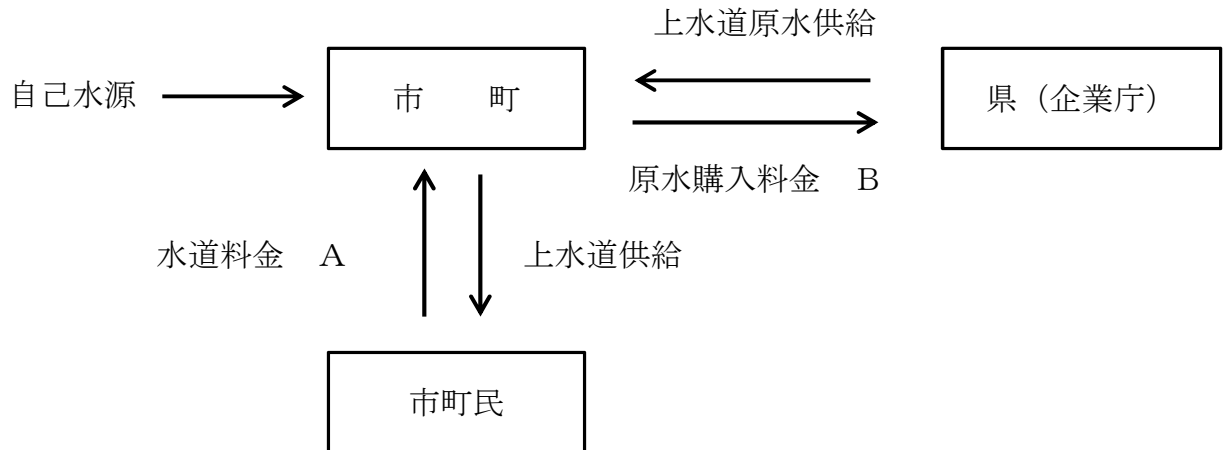 上水道原水供給
自己水源
市　　町
県（企業庁）
原水購入料金　B
水道料金　A
上水道供給
市町民